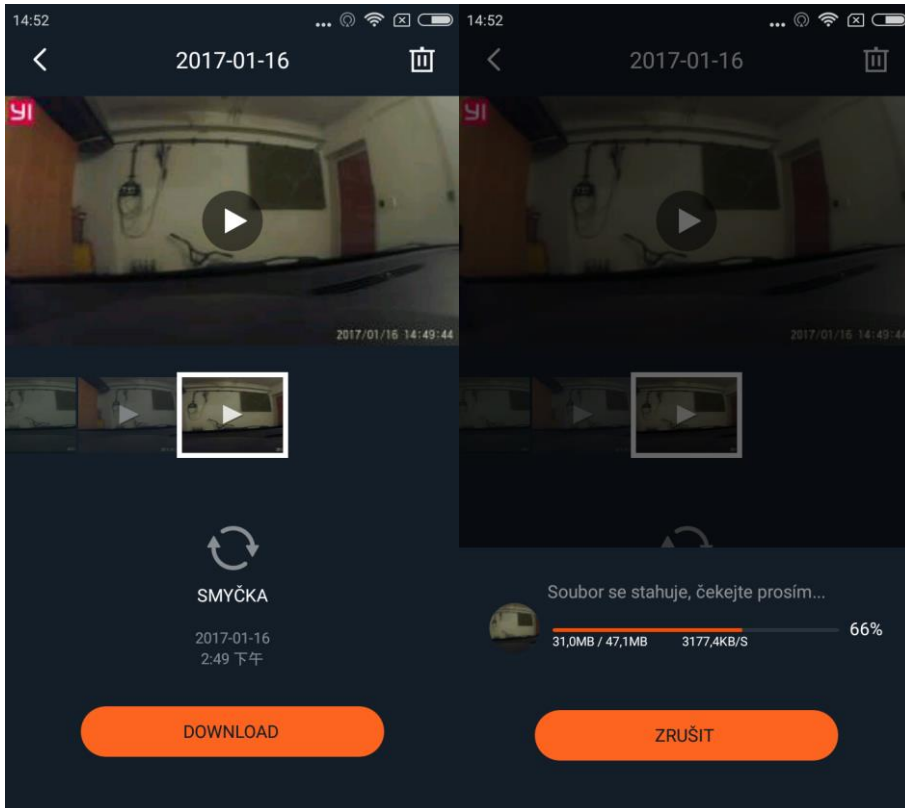 14:52
2017-01-16
YI
2017/01/16 14:49:44
SMYČKA
2017-01-16
2:49 下午
DOWNLOAD
14:52
2017-01-16
YI
2017/01/16 14:49:44
Soubor se stahuje, čekejte prosím...
66%
31,0MB / 47,1MB 3177,4KB/S
ZRUŠIT